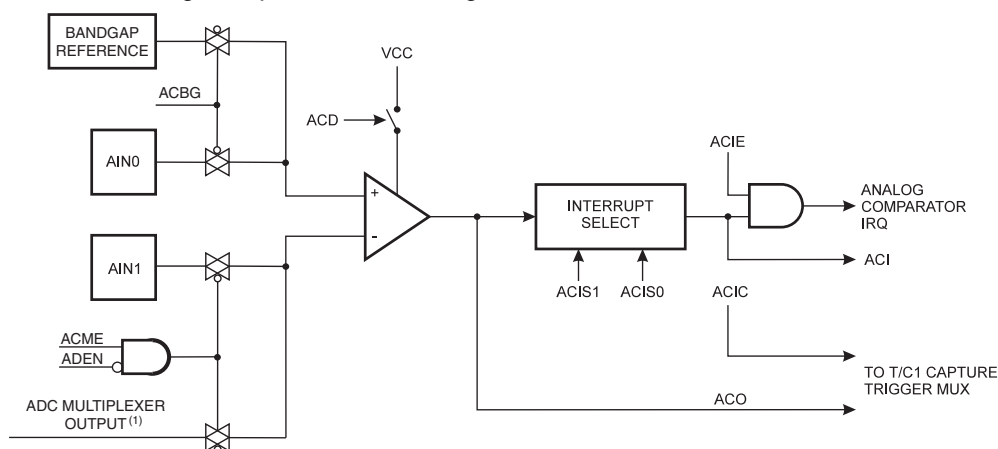 BANDGAP
REFERENCE
VCC
ACBG
ACD
AIN0
ACIE
+
ANALOG
COMPARATOR
IRQ
INTERRUPT
SELECT
-
AIN1
ACI
ACIS1 ACIS0 ACIC
ACME
ADEN
TO T/C1 CAPTURE
TRIGGER MUX
ACO
ADC MULTIPLEXER
OUTPUT (1)